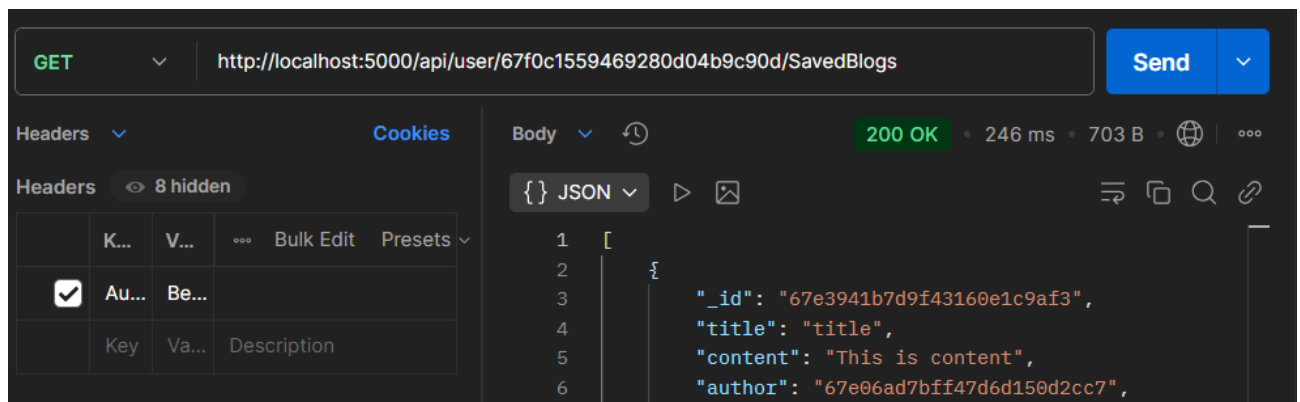 GET http://localhost:5000/api/user/67f0c1559469280d04b9c90d/SavedBlogs Send
Headers Cookies
Headers 8 hidden
K... V... Bulk Edit Presets
Au... Be...
Key Va... Description
Body 200 OK • 246 ms • 703 B
{} JSON
1 [
2 {
3 "_id": "67e3941b7d9f43160e1c9af3",
4 "title": "title",
5 "content": "This is content",
6 "author": "67e06ad7bff47d6d150d2cc7",